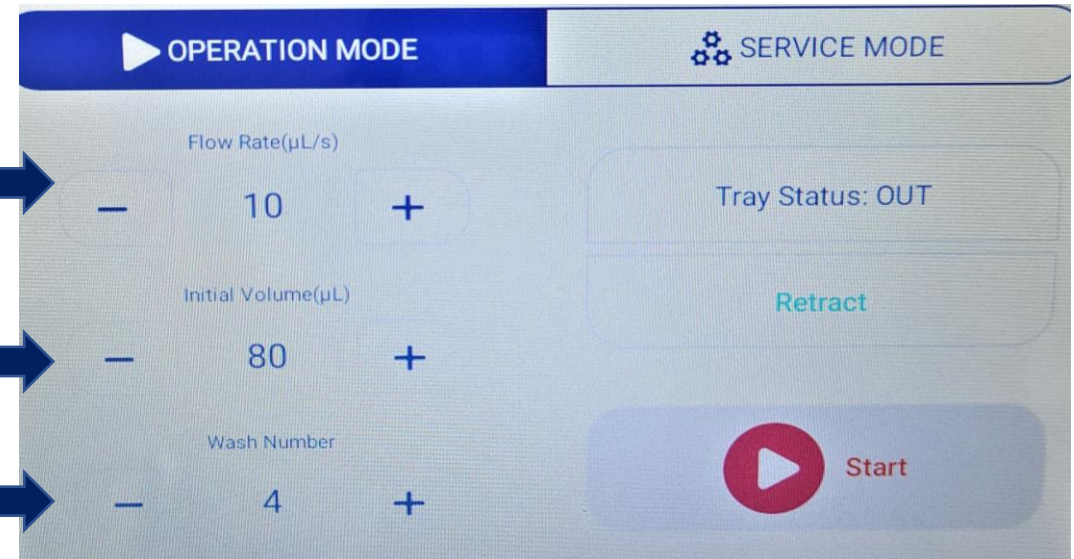 OPERATION MODE
SERVICE MODE
Flow Rate(µL/s)
− 10 +
Initial Volume(µL)
− 80 +
Wash Number
− 4 +
Tray Status: OUT
Retract
Start